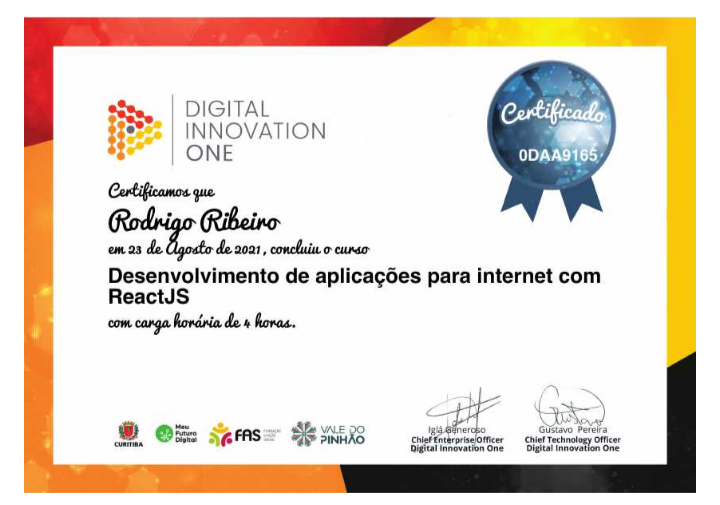 DIGITAL
INNOVATION
ONE
Certificado
0DAA9165
Certificamos que
Rodrigo Ribeiro
em 23 de Agosto de 2021, concluiu o curso
Desenvolvimento de aplicações para internet com
ReactJS
com carga horária de 4 horas.
CURITIBA
Meu
Futuro
Digital
FAS
VALE DO
PINHÃO
Iglá Generoso
Chief Enterprise Officer
Digital Innovation One
Gustavo Pereira
Chief Technology Officer
Digital Innovation One